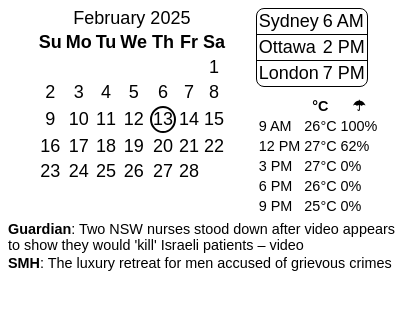 February 2025
Su Mo Tu We Th Fr Sa
1
2 3 4 5 6 7 8
9 10 11 12 13 14 15
16 17 18 19 20 21 22
23 24 25 26 27 28
Sydney 6 AM
Ottawa 2 PM
London 7 PM
°C ☂
9 AM 26°C 100%
12 PM 27°C 62%
3 PM 27°C 0%
6 PM 26°C 0%
9 PM 25°C 0%
Guardian: Two NSW nurses stood down after video appears
to show they would 'kill' Israeli patients – video
SMH: The luxury retreat for men accused of grievous crimes